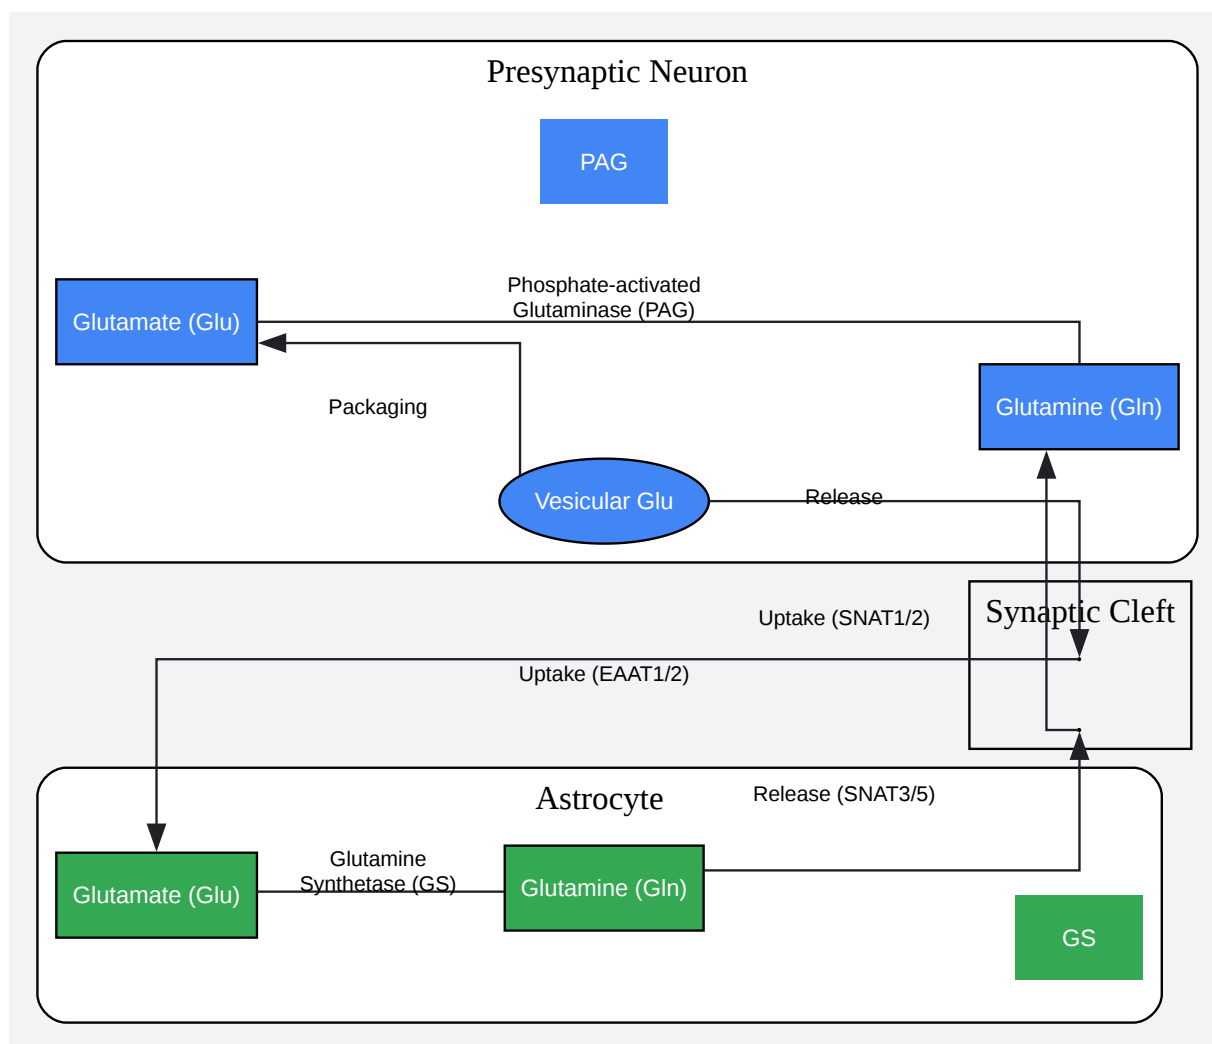 Presynaptic Neuron
PAG
Phosphate-activated
Glutaminase (PAG)
Glutamate (Glu)
Packaging
Glutamine (Gln)
Vesicular Glu
Release
Synaptic Cleft
Uptake (SNAT1/2)
Uptake (EAAT1/2)
Astrocyte
Release (SNAT3/5)
Glutamine
Synthetase (GS)
Glutamate (Glu)
Glutamine (Gln)
GS